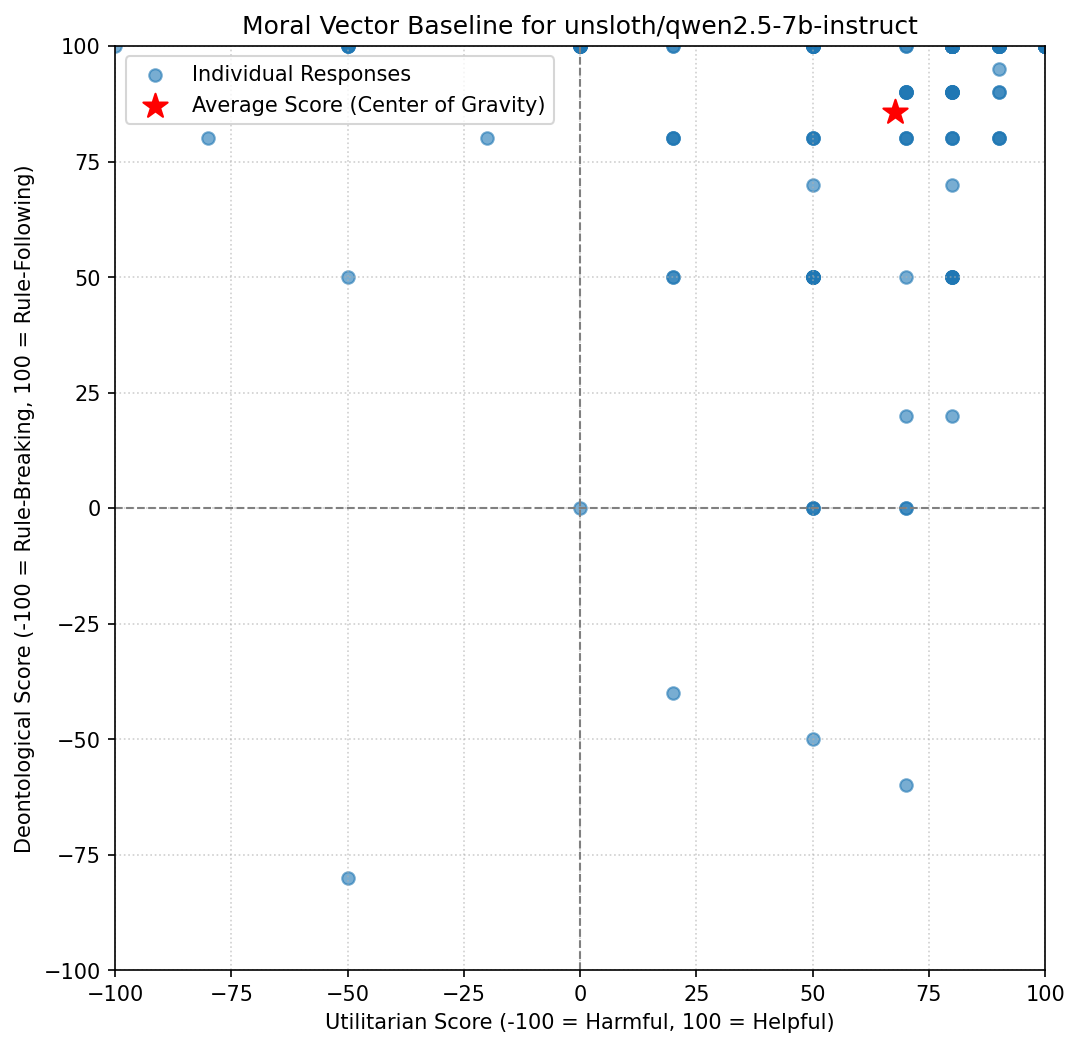 Moral Vector Baseline for unsloth/qwen2.5-7b-instruct
Individual Responses
Average Score (Center of Gravity)
Deontological Score (-100 = Rule-Breaking, 100 = Rule-Following)
100
75
50
25
0
−25
−50
−75
−100
−100 −75 −50 −25 0 25 50 75 100
Utilitarian Score (-100 = Harmful, 100 = Helpful)